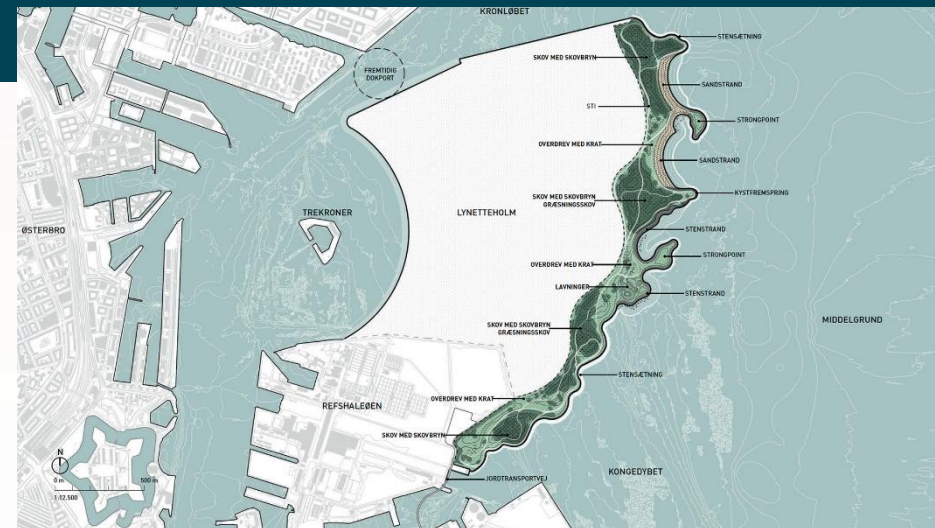 KRONLØBET
STENSÆTNING
SKOV MED SKOVBRYN
FREMTIDIG
DOKPORT
SANDSTRAND
STI
STRONGPOINT
OVERDREV MED KRAT
SANDSTRAND
KYSTFREMSPRING
SKOV MED SKOVBRYN
GRÆSNINGSSKOV
TREKRONER
LYNETTEHOLM
STENSTRAND
ØSTERBRO
STRONGPOINT
OVERDREV MED KRAT
LAVNINGER
STENSTRAND
MIDDELGRUND
SKOV MED SKOVBRYN
GRÆSNINGSSKOV
STENSÆTNING
OVERDREV MED KRAT
REFSHALEØEN
SKOV MED SKOVBRYN
N
KONGEDYBET
JORDTRANSPORTVEJ
0 m
500 m
1:12.500